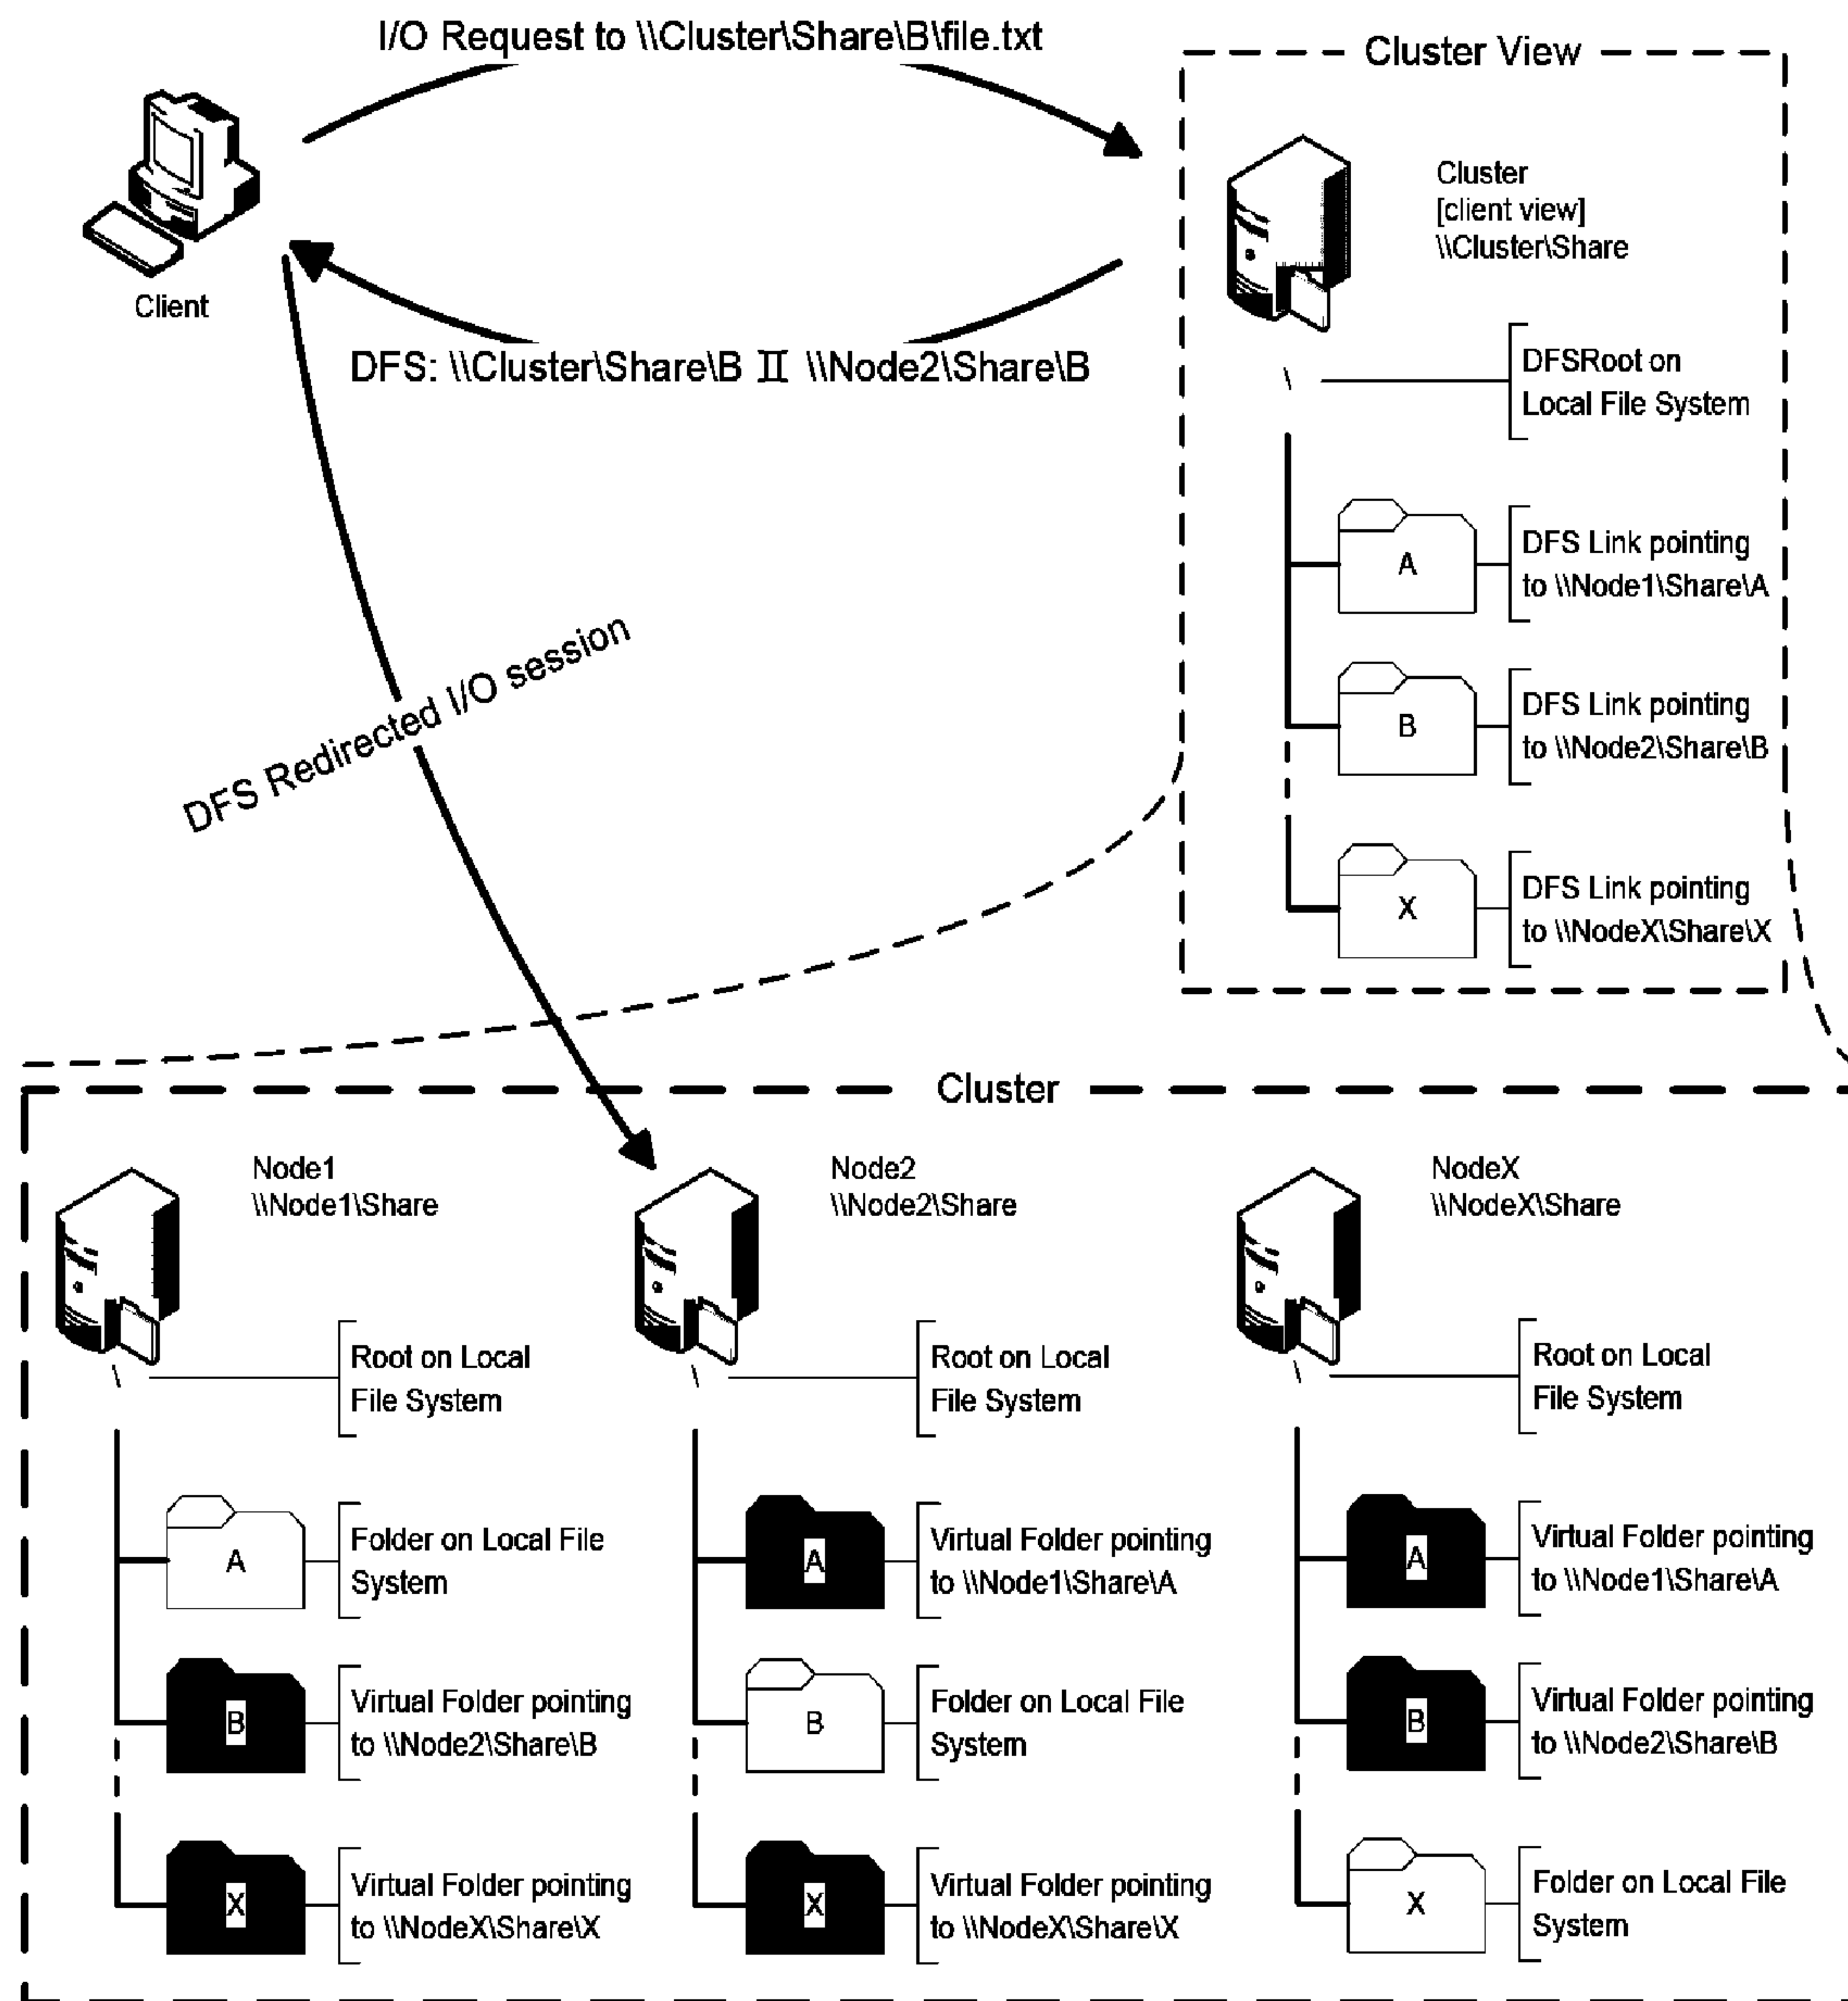 I/O Request to \\Cluster\Share\B\file.txt
Cluster View
Client
Cluster
[client view]
\\Cluster\Share
DFS: \\Cluster\Share\B II \\Node2\Share\B
\
DFSRoot on
Local File System
A
DFS Link pointing
to \\Node1\Share\A
B
DFS Link pointing
to \\Node2\Share\B
X
DFS Link pointing
to \\NodeX\Share\X
DFS Redirected I/O session
Cluster
Node1
\\Node1\Share
\
Root on Local
File System
A
Folder on Local File
System
B
Virtual Folder pointing
to \\Node2\Share\B
X
Virtual Folder pointing
to \\NodeX\Share\X
Node2
\\Node2\Share
\
Root on Local
File System
A
Virtual Folder pointing
to \\Node1\Share\A
B
Folder on Local File
System
X
Virtual Folder pointing
to \\NodeX\Share\X
NodeX
\\NodeX\Share
\
Root on Local
File System
A
Virtual Folder pointing
to \\Node1\Share\A
B
Virtual Folder pointing
to \\Node2\Share\B
X
Folder on Local File
System